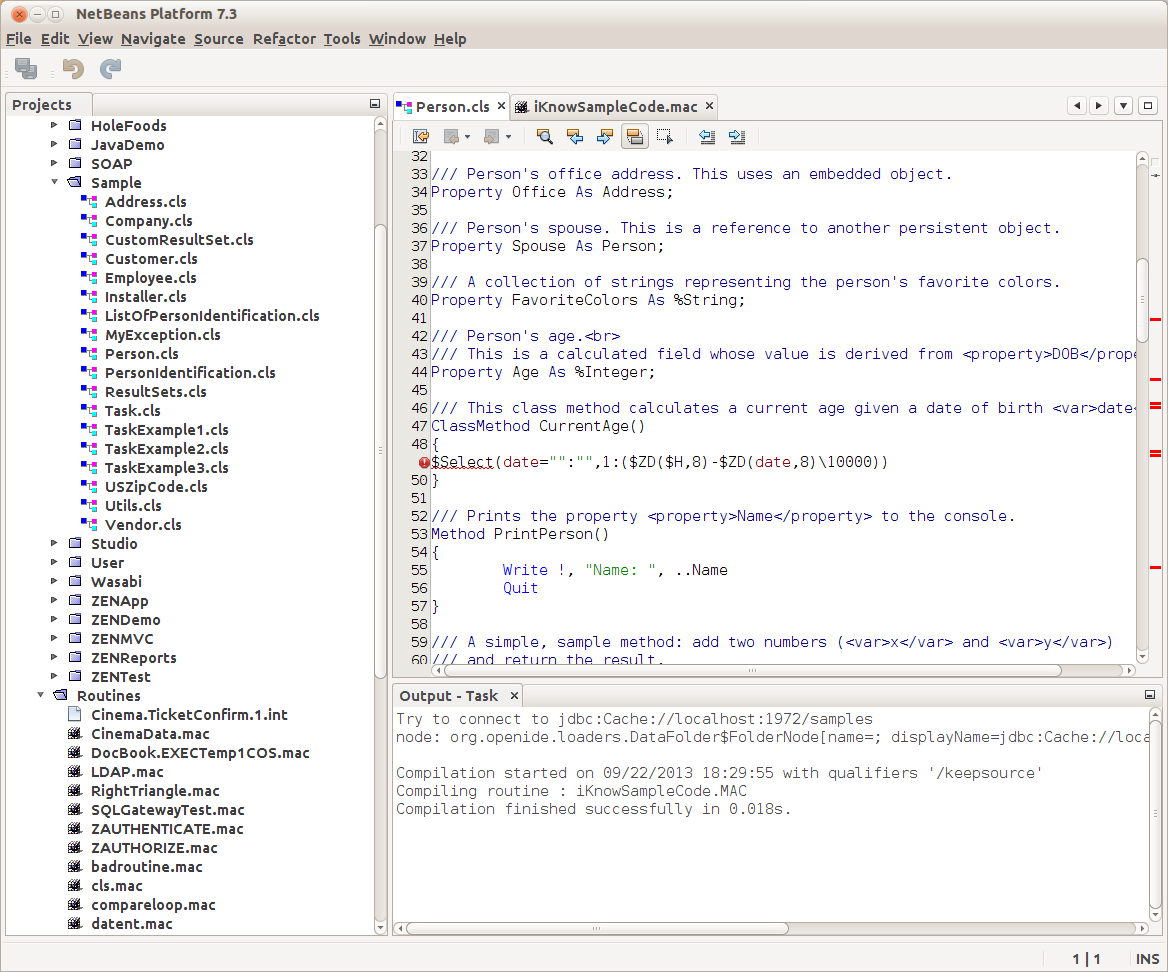 NetBeans Platform 7.3
File Edit View Navigate Source Refactor Tools Window Help
Projects
HoleFoods
JavaDemo
SOAP
Sample
Address.cls
Company.cls
CustomResultSet.cls
Customer.cls
Employee.cls
Installer.cls
ListOfPersonIdentification.cls
MyException.cls
Person.cls
PersonIdentification.cls
ResultSets.cls
Task.cls
TaskExample1.cls
TaskExample2.cls
TaskExample3.cls
USZipCode.cls
Utils.cls
Vendor.cls
Studio
User
Wasabi
ZENApp
ZENDemo
ZENMVC
ZENReports
ZENTest
Routines
Cinema.TicketConfirm.1.int
CinemaData.mac
DocBook.EXECTemp1COS.mac
LDAP.mac
RightTriangle.mac
SQLGatewayTest.mac
ZAUTHENTICATE.mac
ZAUTHORIZE.mac
badroutine.mac
cls.mac
compareloop.mac
datent.mac
Person.cls iKnowSampleCode.mac
32
33 /// Person's office address. This uses an embedded object.
34 Property Office As Address;
35
36 /// Person's spouse. This is a reference to another persistent object.
37 Property Spouse As Person;
38
39 /// A collection of strings representing the person's favorite colors.
40 Property FavoriteColors As %String;
41
42 /// Person's age.<br>
43 /// This is a calculated field whose value is derived from <property>DOB</prope
44 Property Age As %Integer;
45
46 /// This class method calculates a current age given a date of birth <var>date<
47 ClassMethod CurrentAge()
48 {
$Select(date="":"",1:($ZD($H,8)-$ZD(date,8)\10000))
50 }
51
52 /// Prints the property <property>Name</property> to the console.
53 Method PrintPerson()
54 {
55 Write !, "Name: ", ..Name
56 Quit
57 }
58
59 /// A simple, sample method: add two numbers (<var>x</var> and <var>y</var>)
60 /// and return the result.
Output - Task
Try to connect to jdbc:Cache://localhost:1972/samples
node: org.openide.loaders.DataFolder$FolderNode[name=; displayName=jdbc:Cache://loca
Compilation started on 09/22/2013 18:29:55 with qualifiers '/keepsource'
Compiling routine : iKnowSampleCode.MAC
Compilation finished successfully in 0.018s.
1 | 1 INS